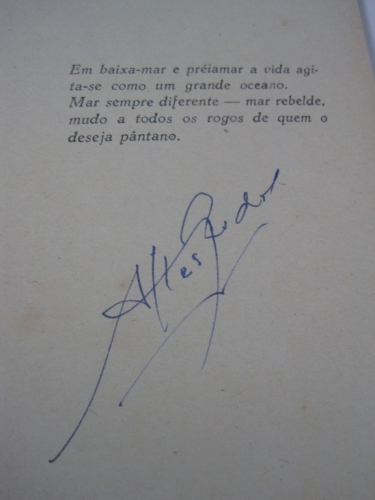 Em baixa-mar e préiamar a vida agi-
ta-se como um grande oceano.
Mar sempre diferente — mar rebelde,
mudo a todos os rogos de quem o
deseja pântano.